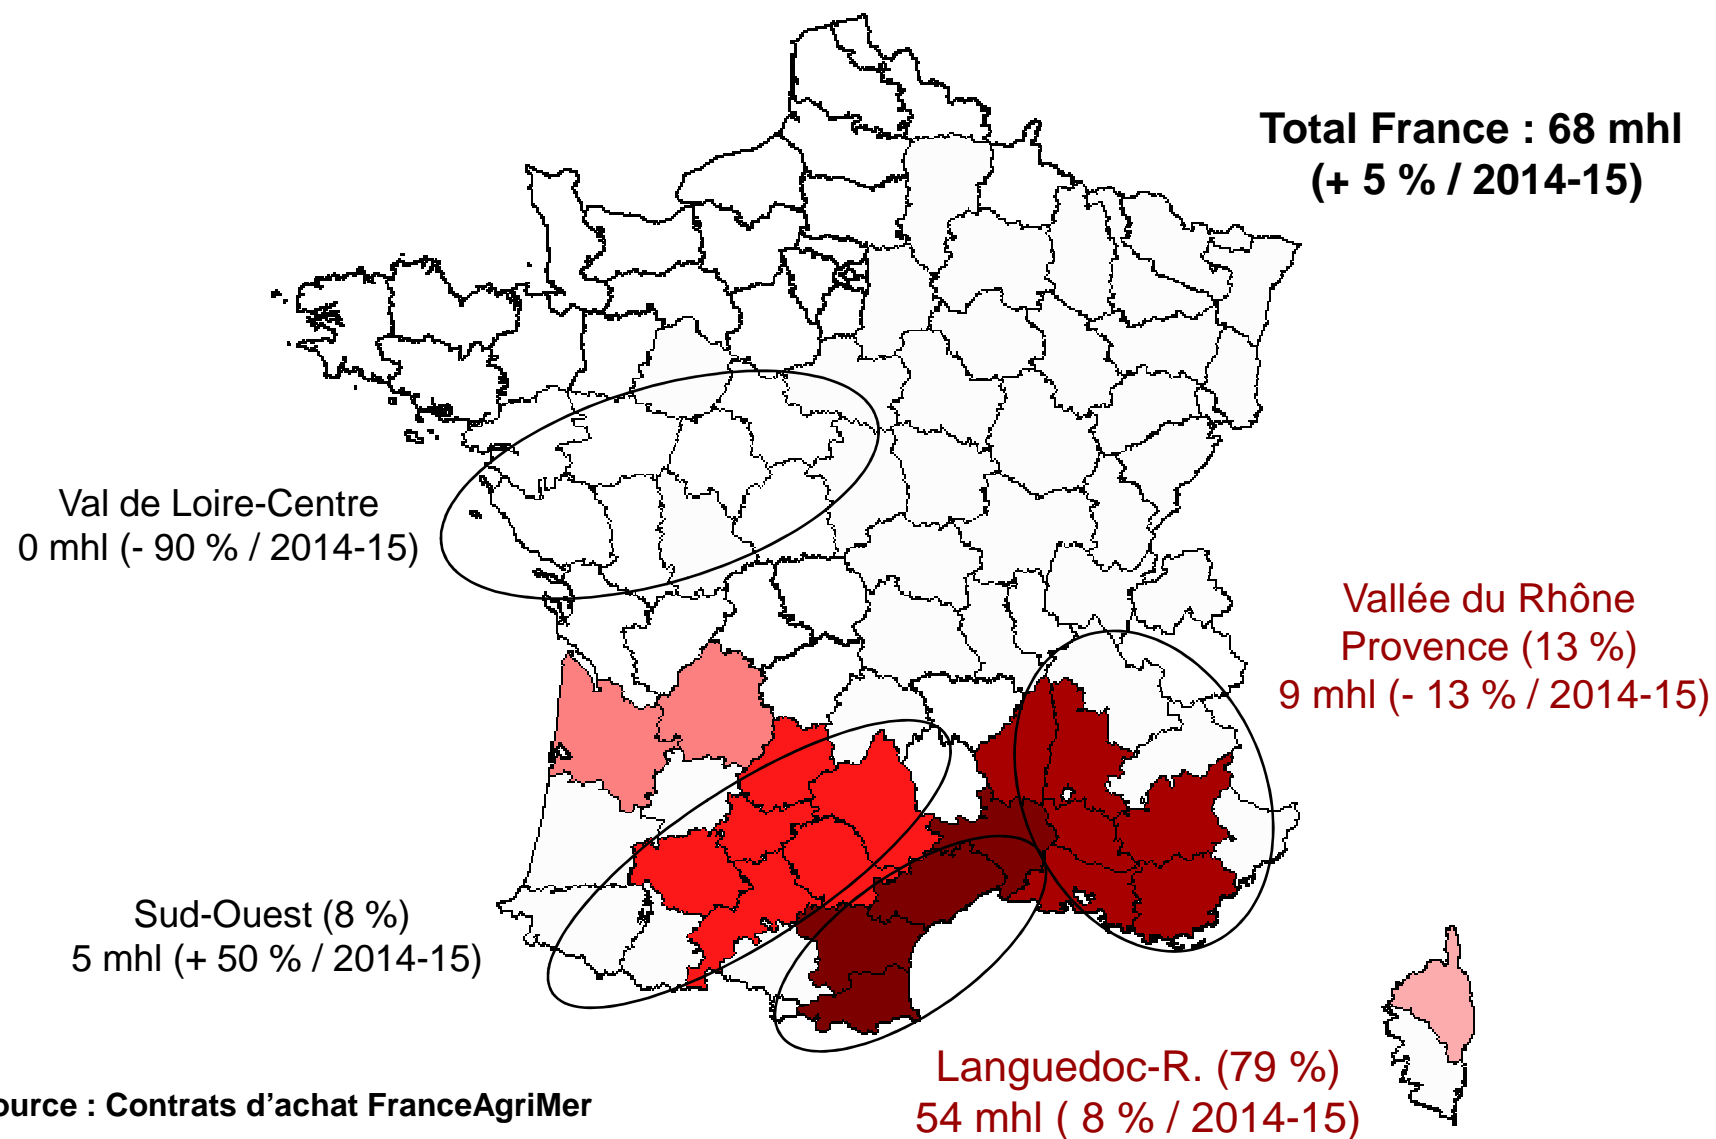 Total France : 68 mhl
(+ 5 % / 2014-15)
Val de Loire-Centre
0 mhl (- 90 % / 2014-15)
Vallée du Rhône
Provence (13 %)
9 mhl (- 13 % / 2014-15)
Sud-Ouest (8 %)
5 mhl (+ 50 % / 2014-15)
Languedoc-R. (79 %)
54 mhl ( 8 % / 2014-15)
ource : Contrats d'achat FranceAgriMer